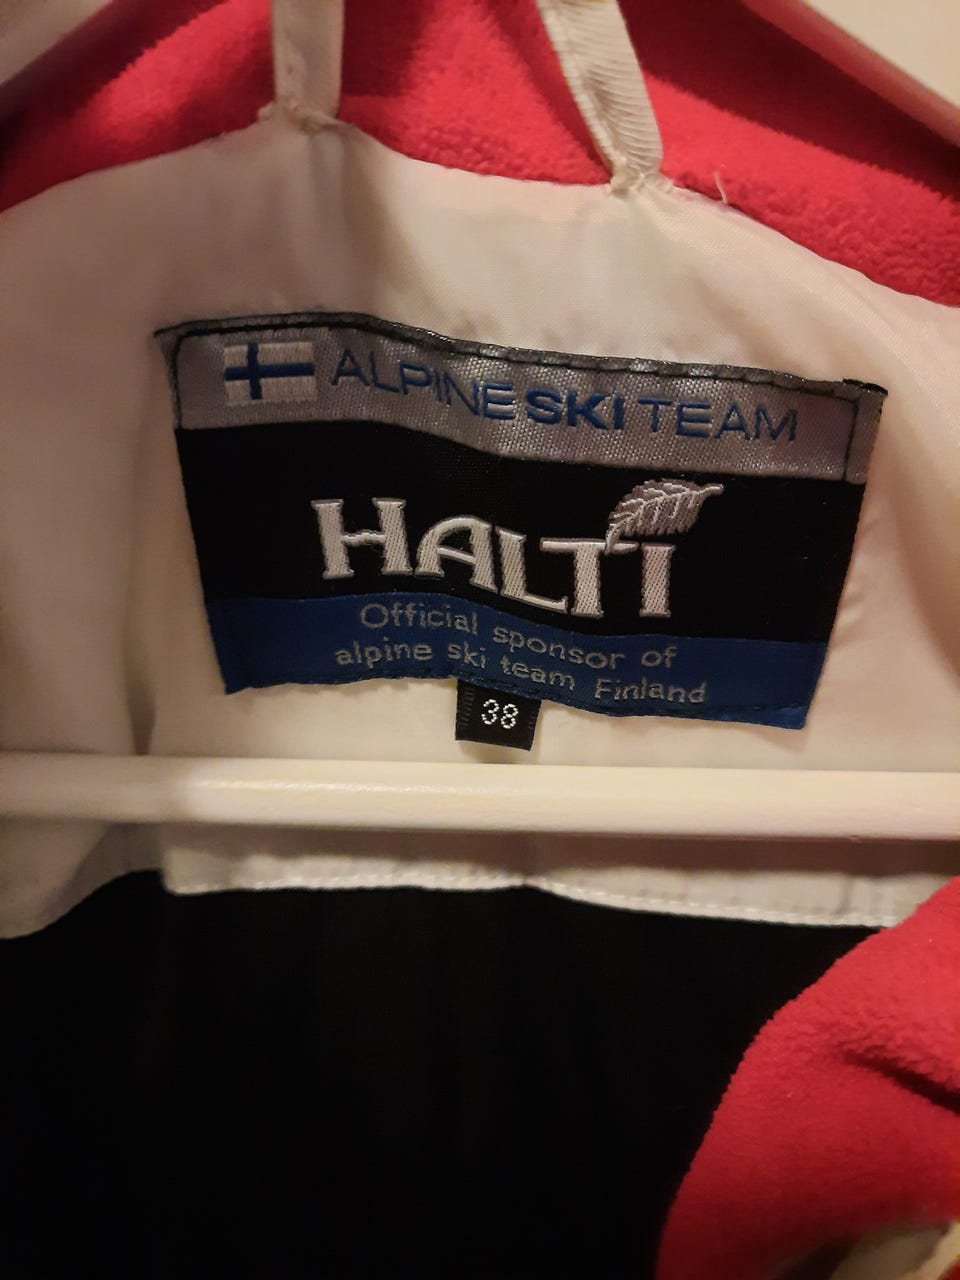 ALPINE SKI TEAM
HALTI
Official sponsor of
alpine ski team Finland
38